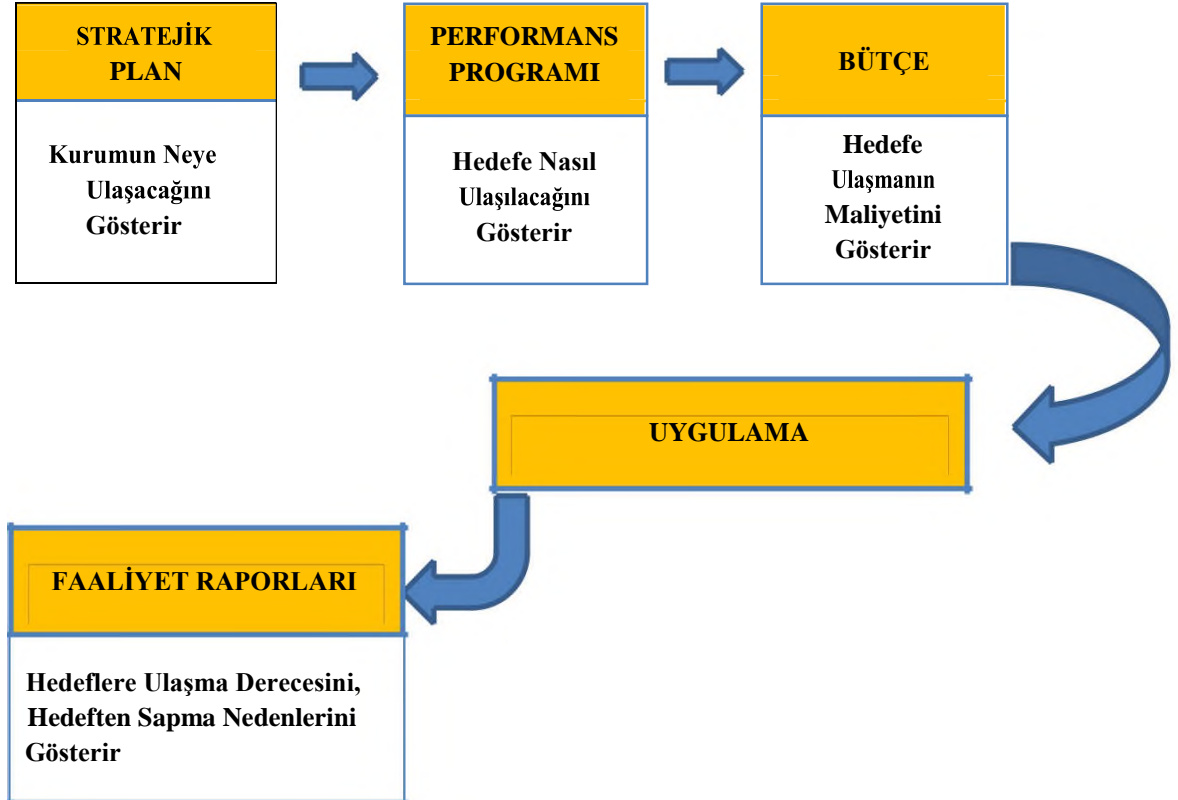 STRATEJİK
PLAN
Kurumun Neye
Ulaşacağını
Gösterir
PERFORMANS
PROGRAMI
Hedefe Nasıl
Ulaşılacağını
Gösterir
BÜTÇE
Hedefe
Ulaşmanın
Maliyetini
Gösterir
UYGULAMA
FAALİYET RAPORLARI
Hedeflere Ulaşma Derecesini,
Hedeften Sapma Nedenlerini
Gösterir